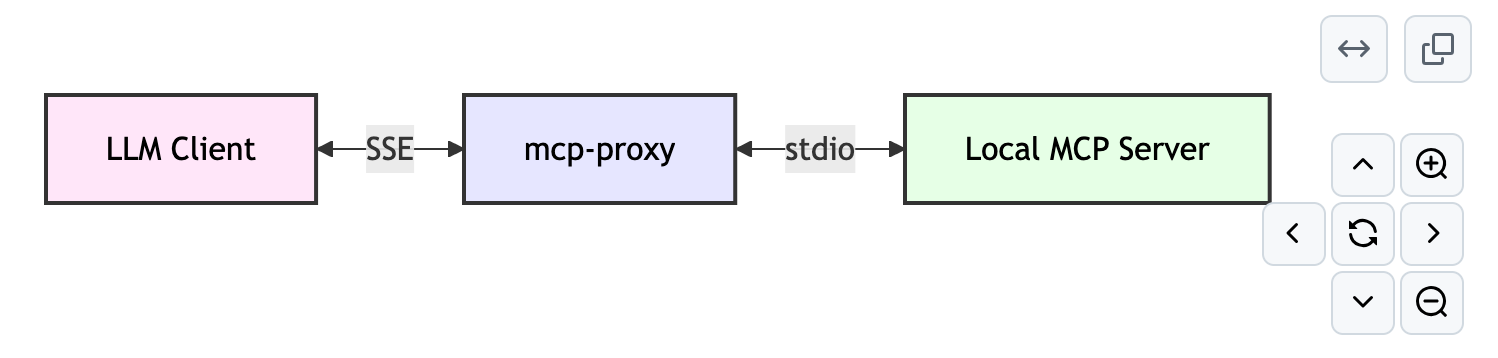 LLM Client
SSE
mcp-proxy
stdio
Local MCP Server